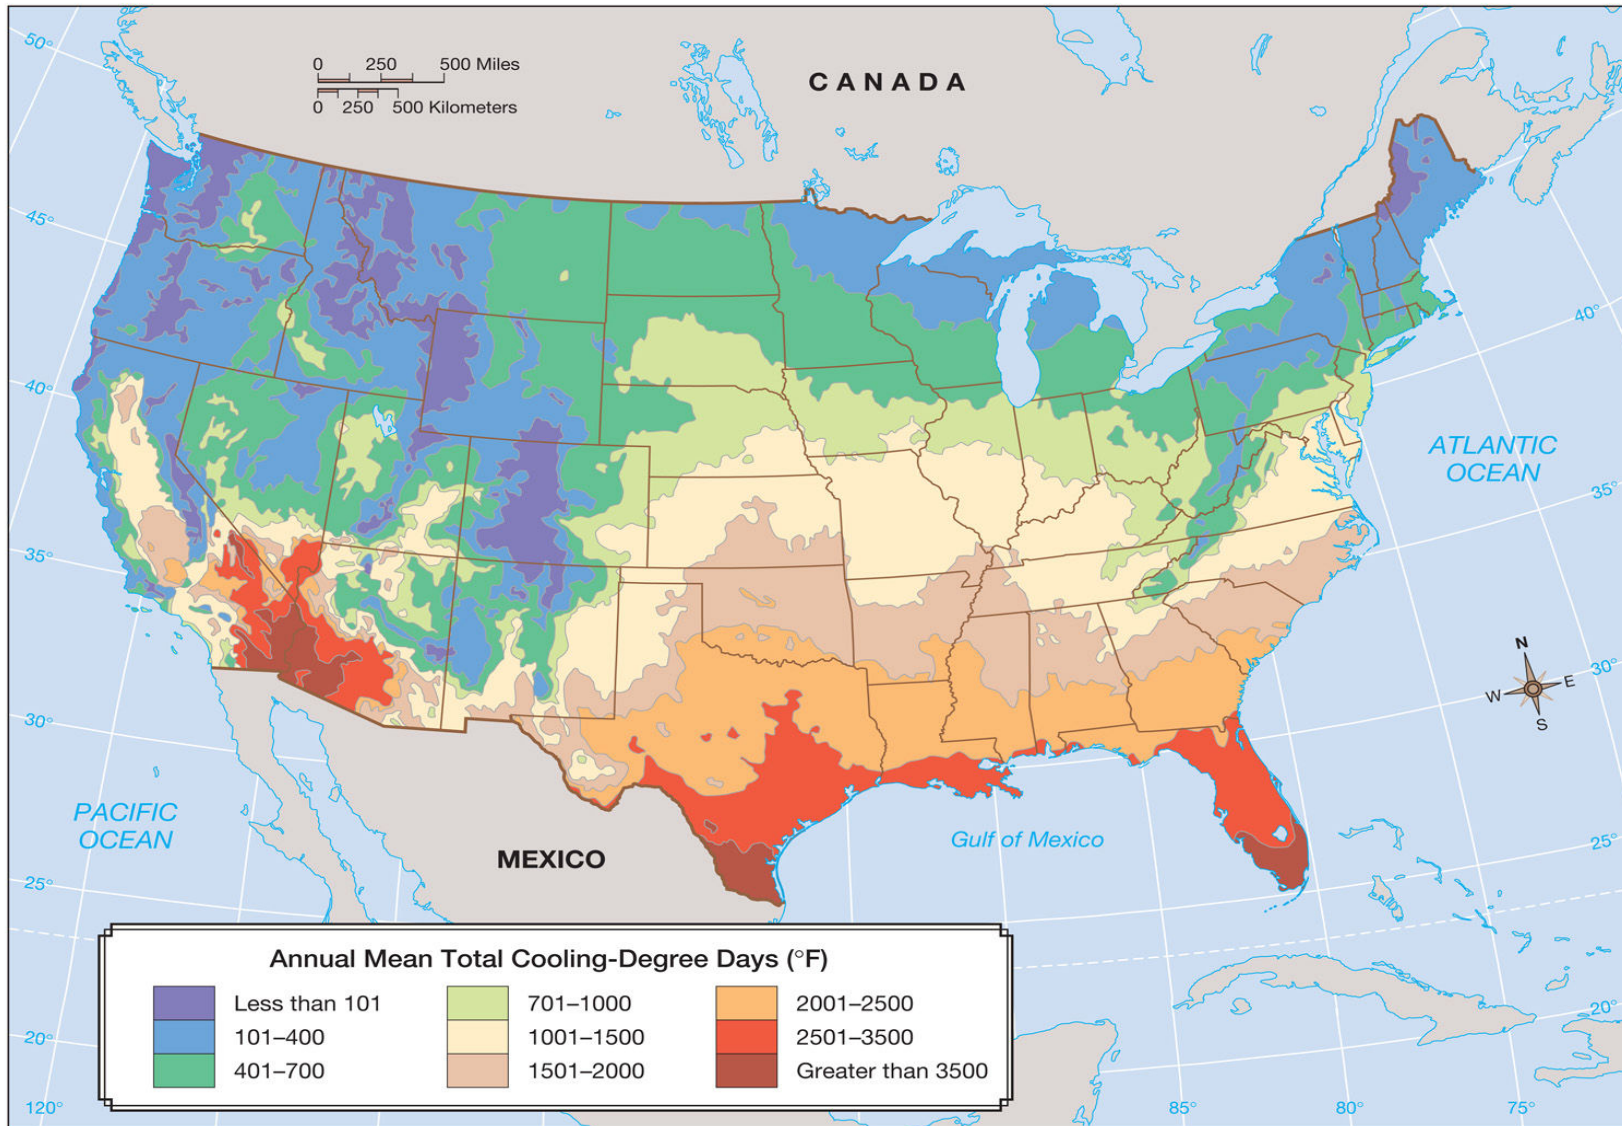 50°
0 250 500 Miles
0 250 500 Kilometers
CANADA
45°
40°
40°
ATLANTIC
OCEAN
35°
35°
N
W E
S
30°
30°
PACIFIC
OCEAN
MEXICO
Gulf of Mexico
25°
25°
Annual Mean Total Cooling-Degree Days (°F)
Less than 101
101–400
401–700
701–1000
1001–1500
1501–2000
2001–2500
2501–3500
Greater than 3500
20°
20°
120°
85°
80°
75°